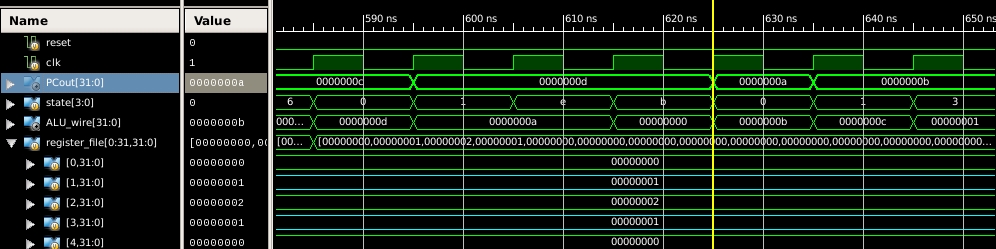 Name Value 590 ns 600 ns 610 ns 620 ns 630 ns 640 ns 650 ns
reset 0
clk 1
PCout[31:0] 0000000a 0000000c 0000000d 0000000a 0000000b
state[3:0] 0 6 0 1 e b 0 1 3
ALU_wire[31:0] 0000000b 000... 0000000d 0000000a 00000000 0000000b 0000000c 00000001
register_file[0:31,31:0] [00000000,00 [00... [00000000,00000001,00000002,00000001,00000000,00000000,00000000,00000000,00000000,00000000,00000000,00000000,0000000...
[0,31:0] 00000000 00000000
[1,31:0] 00000001 00000001
[2,31:0] 00000002 00000002
[3,31:0] 00000001 00000001
[4,31:0] 00000000 00000000